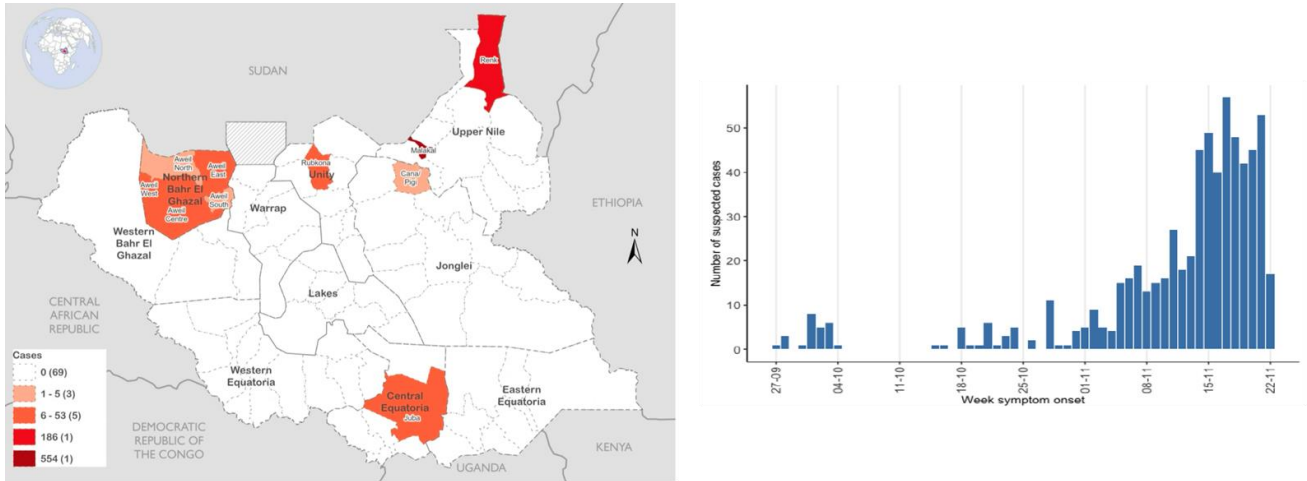 SUDAN
Renk
Upper Nile
Malakal
Canal/
Pigi
Rubkona
Unity
Aweil
North
Aweil
East
Northern
Bahr El
Ghazal
Aweil
West
Aweil
South
Aweil
Centre
Warrap
Western
Bahr El
Ghazal
ETHIOPIA
N
Jonglei
Lakes
CENTRAL
AFRICAN
REPUBLIC
Western
Equatoria
Central
Equatoria
Juba
Eastern
Equatoria
DEMOCRATIC
REPUBLIC OF
THE CONGO
UGANDA
KENYA
Cases
0 (69)
1 - 5 (3)
6 - 53 (5)
186 (1)
554 (1)
Number of suspected cases
50
40
30
20
10
0
27-09
04-10
11-10
18-10
25-10
01-11
08-11
15-11
22-11
Week symptom onset